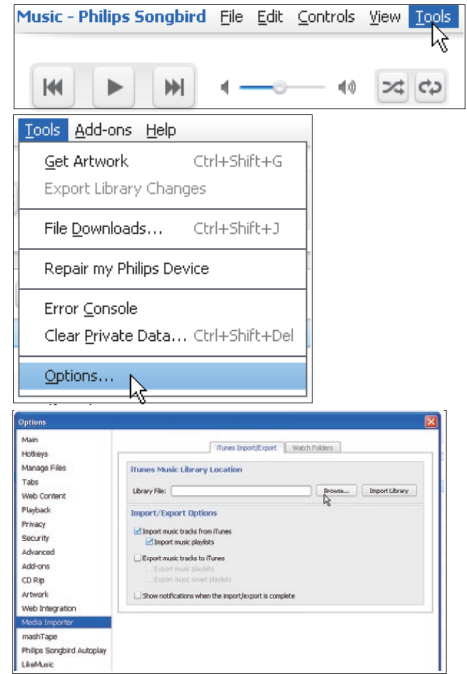 Music - Philips Songbird File Edit Controls View Tools
Tools Add-ons Help
Get Artwork Ctrl+Shift+G
Export Library Changes
File Downloads... Ctrl+Shift+J
Repair my Philips Device
Error Console
Clear Private Data... Ctrl+Shift+Del
Options...
Options
Main
Hotkeys
Manage Files
Tabs
Web Content
Playback
Privacy
Security
Advanced
Add-ons
CD Rip
Artwork
Web Integration
Media Importer
mashTape
Philips Songbird Autoplay
LikeMusic
iTunes Import/Export Watch Folders
iTunes Music Library Location
Library File: Browse... Import Library
Import/Export Options
Import music tracks from iTunes
Import music playlists
Export music tracks to iTunes
Export music playlists
Export music smart playlists
Show notifications when the import/export is complete